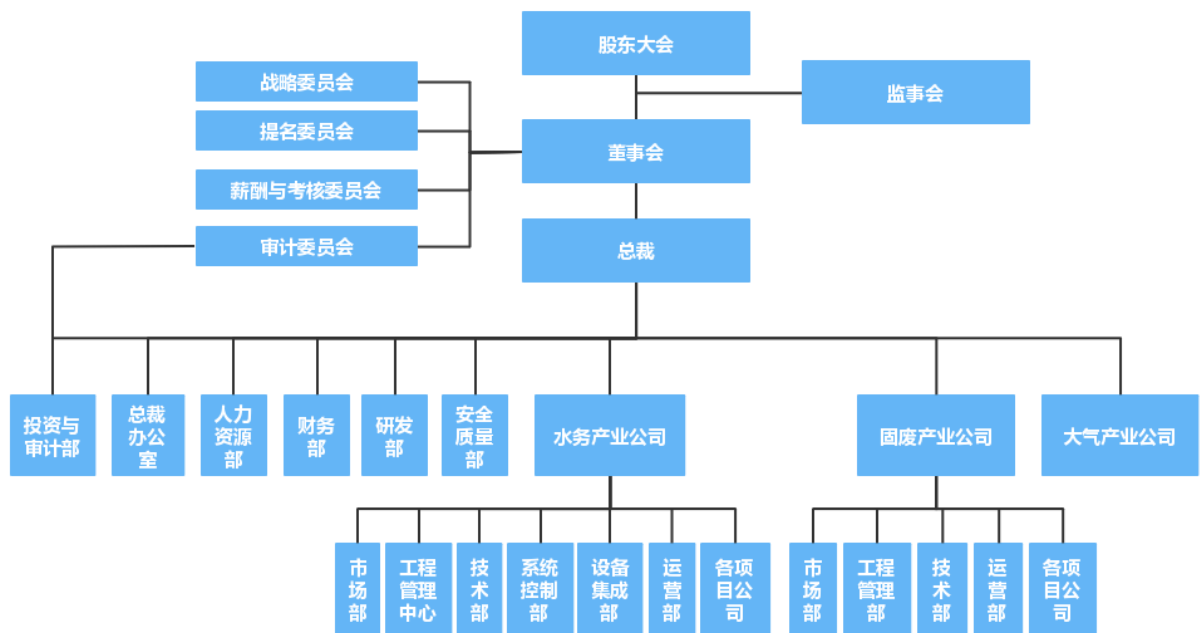 股东大会
战略委员会
监事会
提名委员会
董事会
薪酬与考核委员会
审计委员会
总裁
投资与
审计部
总裁
办公
室
人力
资源
部
财务
部
研发
部
安全
质量
部
水务产业公司
固废产业公司
大气产业公司
市
场
部
工程
管理
中心
技
术
部
系统
控制
部
设备
集成
部
运
营
部
各项
目公
司
市
场
部
工程
管理
部
技
术
部
运
营
部
各项
目公
司